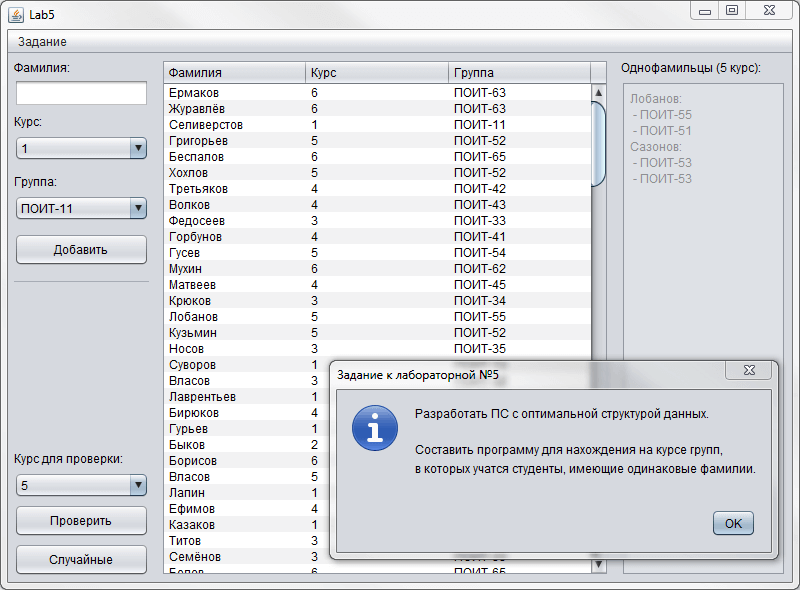 Lab5
Задание
Фамилия:
Курс:
1
Группа:
ПОИТ-11
Добавить
Курс для проверки:
5
Проверить
Случайные
Фамилия Курс Группа
Ермаков 6 ПОИТ-63
Журавлёв 6 ПОИТ-63
Селиверстов 1 ПОИТ-11
Григорьев 5 ПОИТ-52
Беспалов 6 ПОИТ-65
Хохлов 5 ПОИТ-52
Третьяков 4 ПОИТ-42
Волков 4 ПОИТ-43
Федосеев 3 ПОИТ-33
Горбунов 4 ПОИТ-41
Гусев 5 ПОИТ-54
Мухин 6 ПОИТ-62
Матвеев 4 ПОИТ-45
Крюков 3 ПОИТ-34
Лобанов 5 ПОИТ-55
Кузьмин 5 ПОИТ-52
Носов 3 ПОИТ-35
Суворов 1
Власов 3
Лаврентьев 1
Бирюков 4
Гурьев 1
Быков 2
Борисов 6
Власов 5
Лапин 1
Ефимов 4
Казаков 1
Титов 3
Семёнов 3
6 ПОИТ-65
Однофамильцы (5 курс):
Лобанов:
- ПОИТ-55
- ПОИТ-51
Сазонов:
- ПОИТ-53
- ПОИТ-53
Задание к лабораторной №5
Разработать ПС с оптимальной структурой данных.
Составить программу для нахождения на курсе групп,
в которых учатся студенты, имеющие одинаковые фамилии.
OK